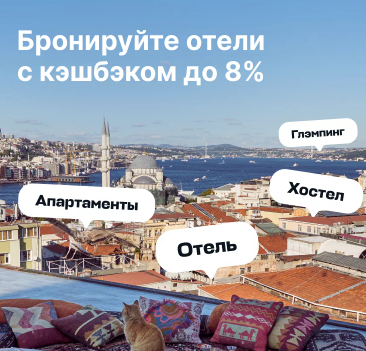 Бронируйте отели
с кэшбэком до 8%
Глэмпинг
Хостел
Апартаменты
Отель